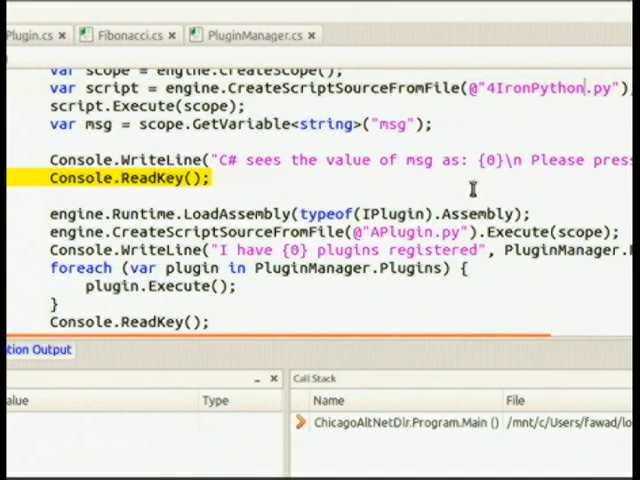 Plugin.cs × Fibonacci.cs × PluginManager.cs ×
var scope = engine.CreateScope();
var script = engine.CreateScriptSourceFromFile(@"4IronPython.py")
script.Execute(scope);
var msg = scope.GetVariable<string>("msg");
Console.WriteLine("C# sees the value of msg as: {0}\n Please press
Console.ReadKey();
engine.Runtime.LoadAssembly(typeof(IPlugin).Assembly);
engine.CreateScriptSourceFromFile(@"APlugin.py").Execute(scope);
Console.WriteLine("I have {0} plugins registered", PluginManager.
foreach (var plugin in PluginManager.Plugins) {
plugin.Execute();
}
Console.ReadKey();
tion Output
Call Stack
alue Type Name File
ChicagoAltNetDlr.Program.Main () /mnt/c/Users/fawad/lo